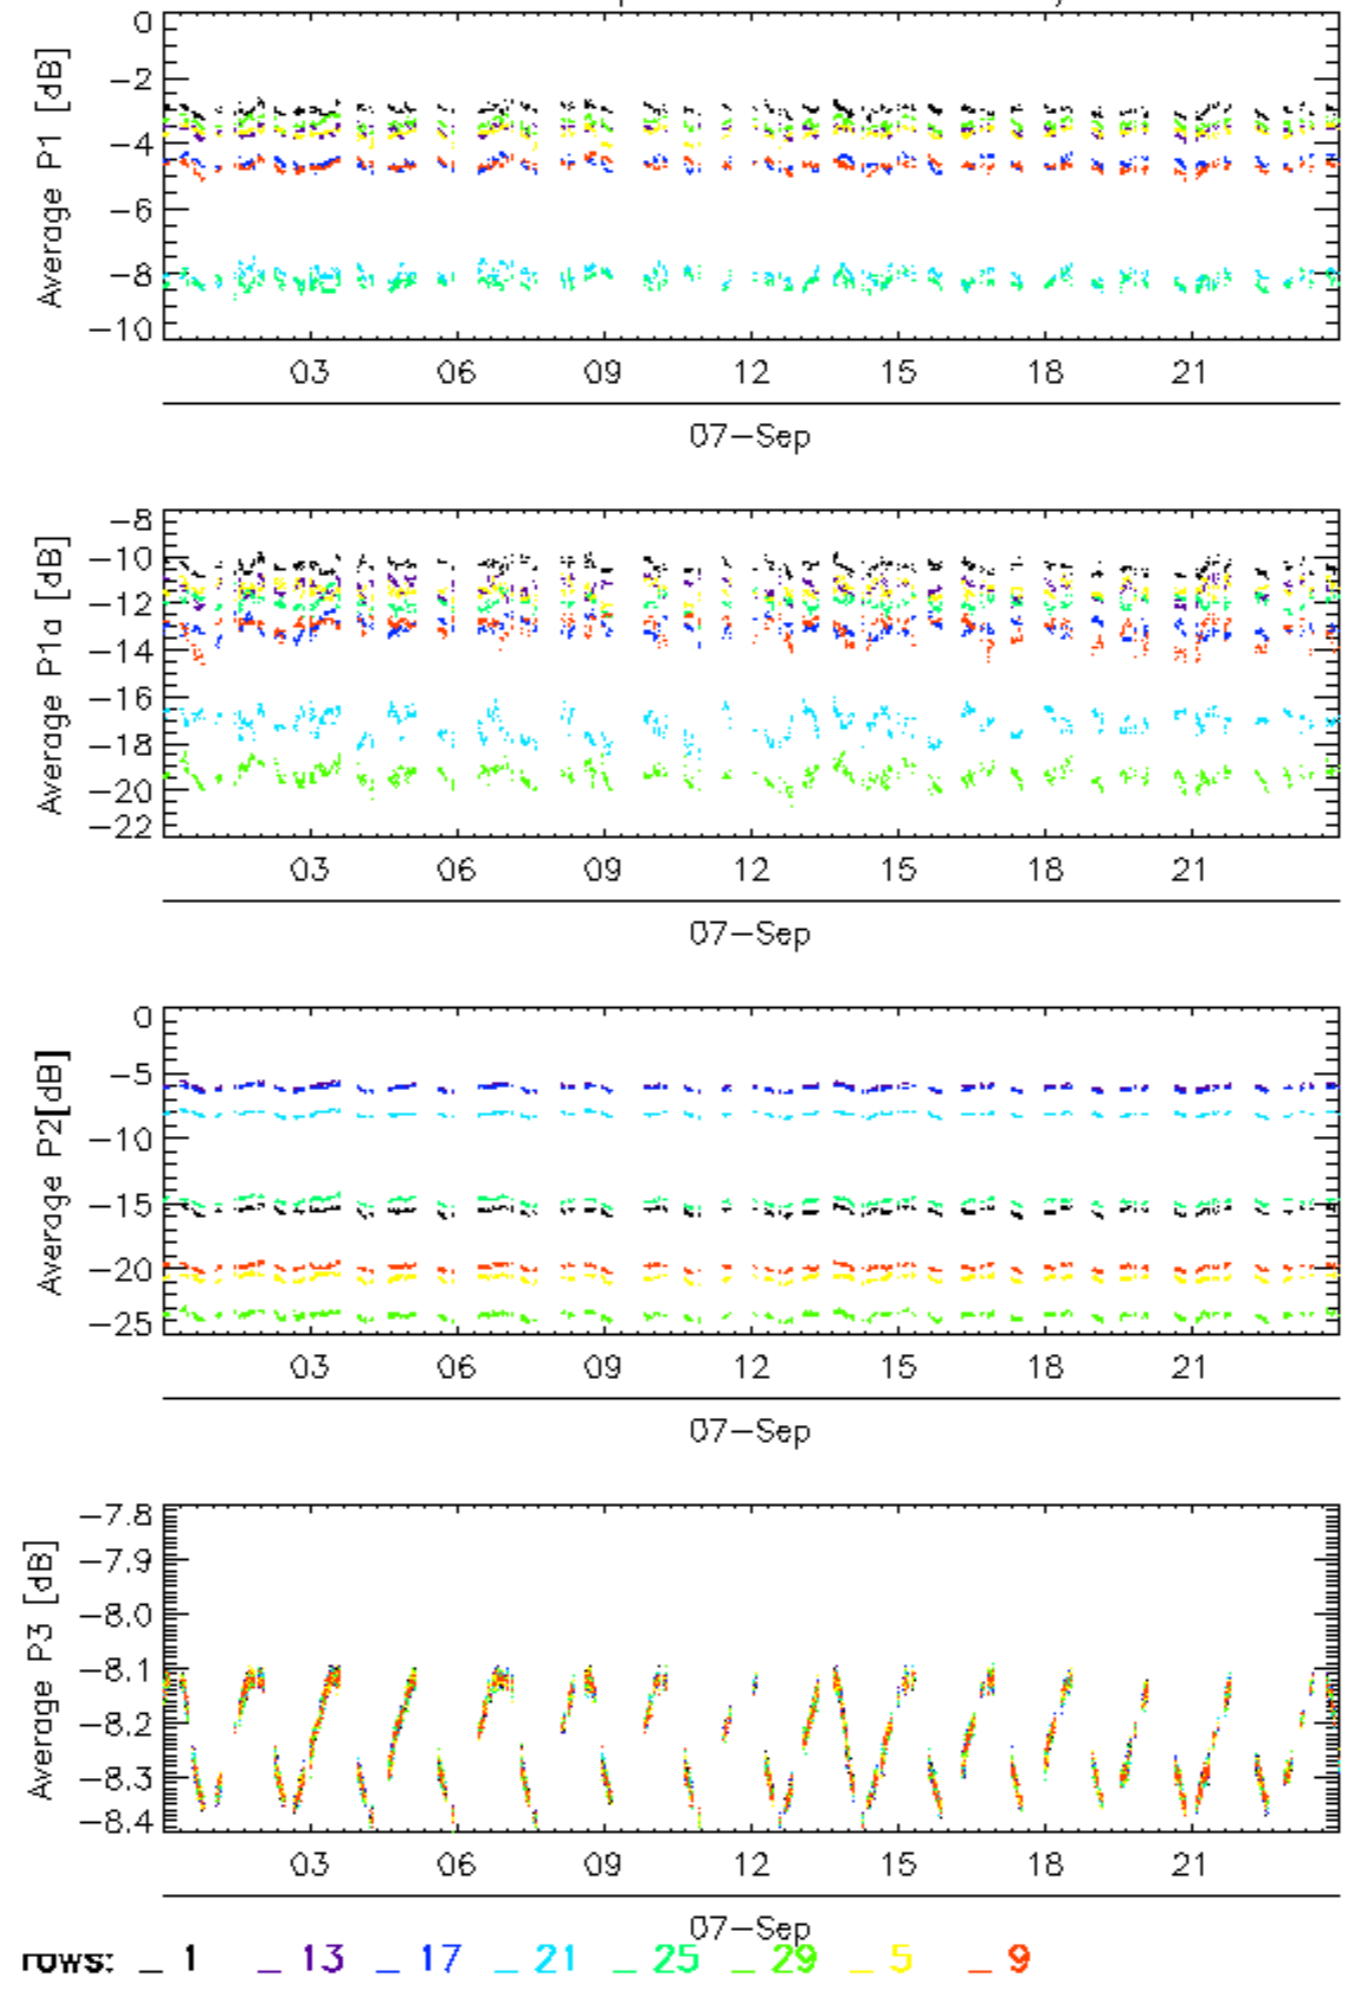 Average P1 [dB]
0
−2
−4
−6
−8
−10
03 06 09 12 15 18 21
07−Sep
Average P1a [dB]
−8
−10
−12
−14
−16
−18
−20
−22
03 06 09 12 15 18 21
07−Sep
Average P2[dB]
0
−5
−10
−15
−20
−25
03 06 09 12 15 18 21
07−Sep
Average P3 [dB]
−7.8
−7.9
−8.0
−8.1
−8.2
−8.3
−8.4
03 06 09 12 15 18 21
07−Sep
rows: _ 1 _ 13 _ 17 _ 21 _ 25 _ 29 _ 5 _ 9